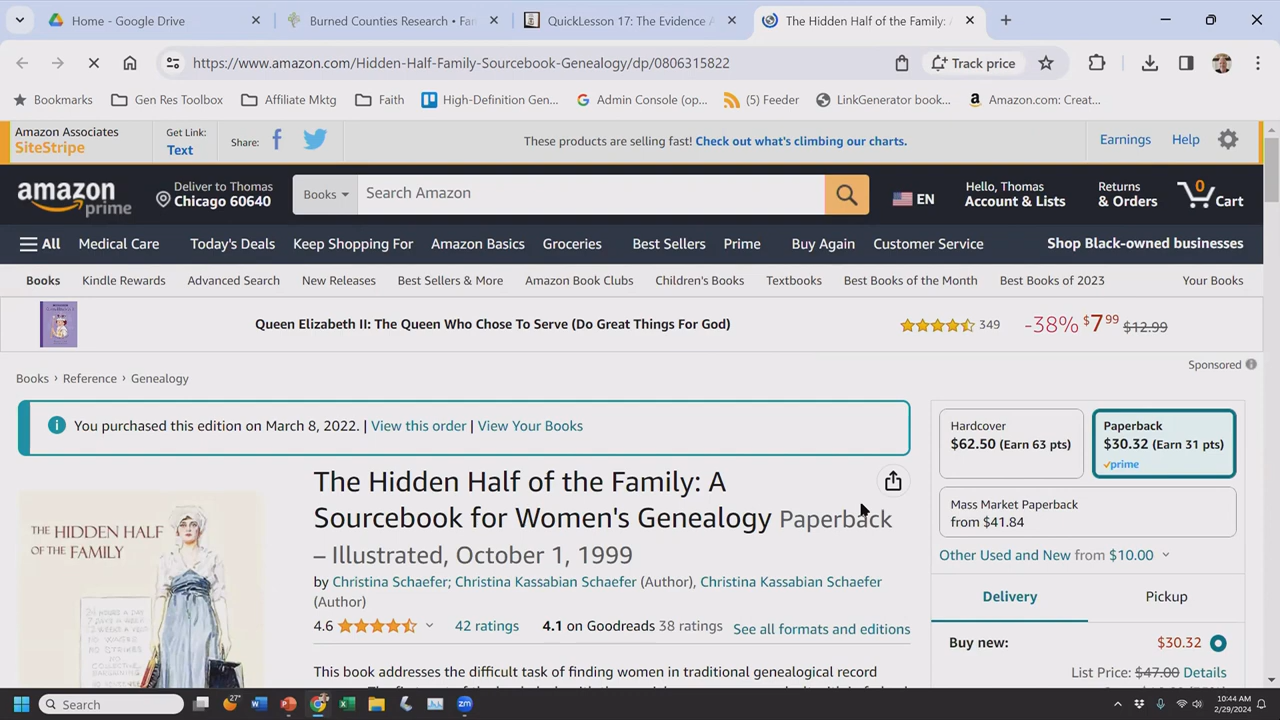 Home - Google Drive
Burned Counties Research • Fan
QuickLesson 17: The Evidence A
The Hidden Half of the Family: A
https://www.amazon.com/Hidden-Half-Family-Sourcebook-Genealogy/dp/0806315822
Track price
Bookmarks
Gen Res Toolbox
Affiliate Mktg
Faith
High-Definition Gen...
Admin Console (op...
(5) Feeder
LinkGenerator book...
Amazon.com: Creat...
Amazon Associates
SiteStripe
Get Link:
Text
Share:
These products are selling fast! Check out what's climbing our charts.
Earnings
Help
amazon
prime
Deliver to Thomas
Chicago 60640
Books
Search Amazon
EN
Hello, Thomas
Account & Lists
Returns
& Orders
0
Cart
All
Medical Care
Today's Deals
Keep Shopping For
Amazon Basics
Groceries
Best Sellers
Prime
Buy Again
Customer Service
Shop Black-owned businesses
Books
Kindle Rewards
Advanced Search
New Releases
Best Sellers & More
Amazon Book Clubs
Children's Books
Textbooks
Best Books of the Month
Best Books of 2023
Your Books
Queen Elizabeth II: The Queen Who Chose To Serve (Do Great Things For God)
349
-38% $7 99 $12.99
Sponsored
Books › Reference › Genealogy
You purchased this edition on March 8, 2022. | View this order | View Your Books
The Hidden Half of the Family: A
Sourcebook for Women's Genealogy Paperback
– Illustrated, October 1, 1999
by Christina Schaefer; Christina Kassabian Schaefer (Author), Christina Kassabian Schaefer
(Author)
4.6
42 ratings
4.1 on Goodreads 38 ratings
See all formats and editions
This book addresses the difficult task of finding women in traditional genealogical record
THE HIDDEN HALF
OF THE FAMILY
Hardcover
$62.50 (Earn 63 pts)
Paperback
$30.32 (Earn 31 pts)
prime
Mass Market Paperback
from $41.84
Other Used and New from $10.00
Delivery
Pickup
Buy new:
$30.32
List Price: $47.00 Details
Search
27°
10:44 AM
2/29/2024